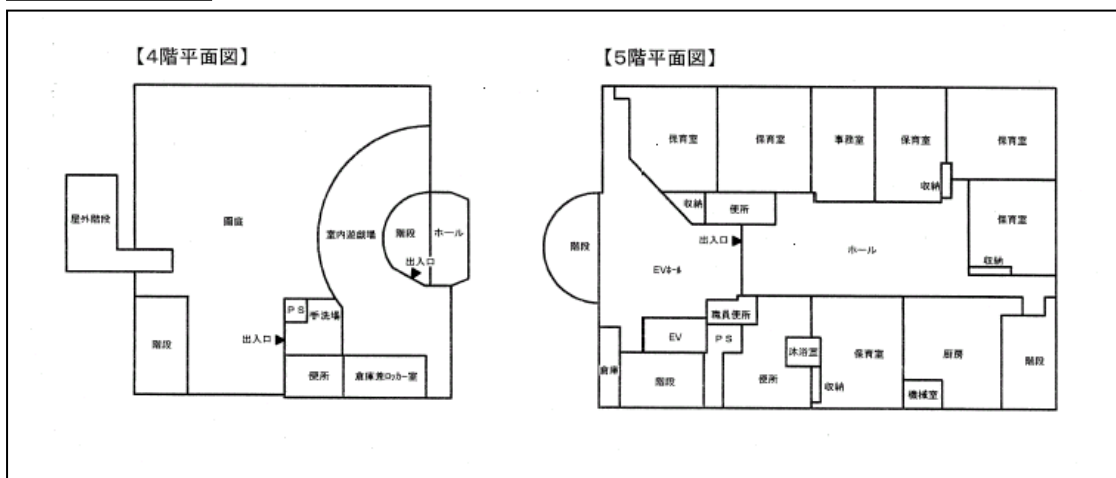 【4階平面図】
屋外階段
園庭
室内遊戯場
階段
ホール
出入口
PS
手洗場
出入口
階段
便所
倉庫兼ロッカー室
【5階平面図】
保育室
保育室
事務室
保育室
保育室
収納
収納
便所
保育室
階段
出入口
ホール
収納
EVホール
職員便所
EV
PS
沐浴室
保育室
厨房
階段
倉庫
階段
便所
収納
機械室